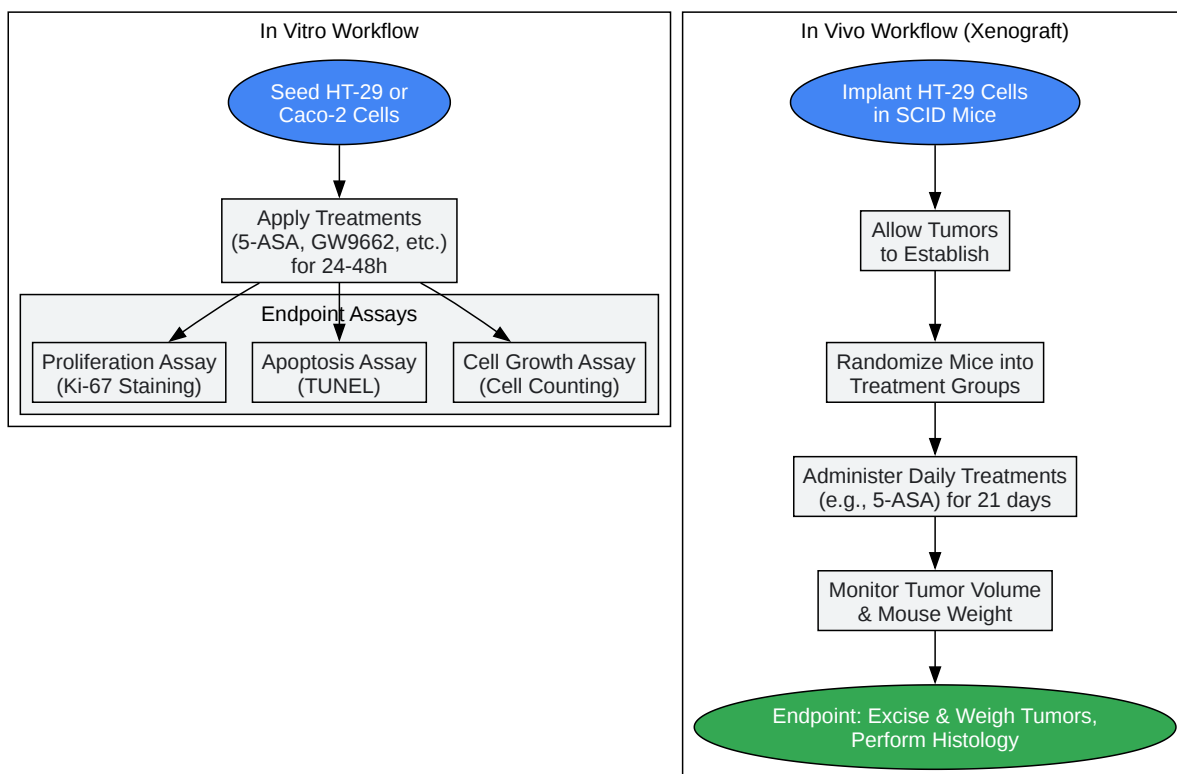 In Vitro Workflow
Seed HT-29 or
Caco-2 Cells
Apply Treatments
(5-ASA, GW9662, etc.)
for 24-48h
Endpoint Assays
Proliferation Assay
(Ki-67 Staining)
Apoptosis Assay
(TUNEL)
Cell Growth Assay
(Cell Counting)
In Vivo Workflow (Xenograft)
Implant HT-29 Cells
in SCID Mice
Allow Tumors
to Establish
Randomize Mice into
Treatment Groups
Administer Daily Treatments
(e.g., 5-ASA) for 21 days
Monitor Tumor Volume
& Mouse Weight
Endpoint: Excise & Weigh Tumors,
Perform Histology